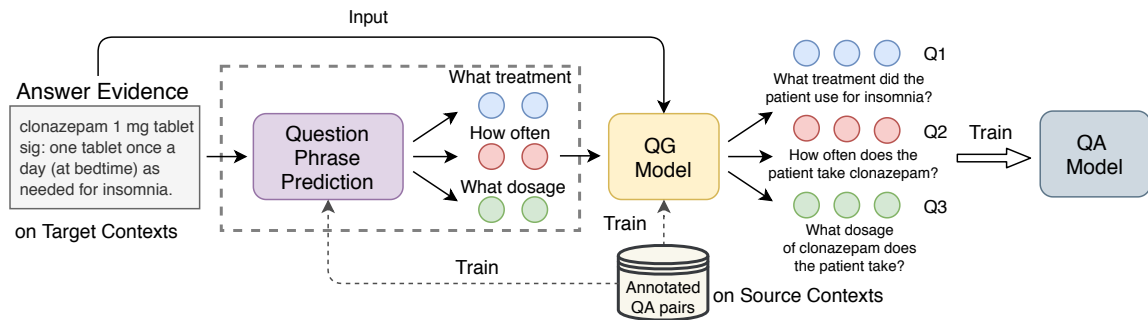 Input
Answer Evidence
clonazepam 1 mg tablet
sig: one tablet once a
day (at bedtime) as
needed for insomnia.
on Target Contexts
Question
Phrase
Prediction
What treatment
How often
What dosage
QG
Model
Train
Train
Annotated
QA pairs
on Source Contexts
Q1
What treatment did the
patient use for insomnia?
Q2
How often does the
patient take clonazepam?
Q3
What dosage
of clonazepam does
the patient take?
Train
QA
Model